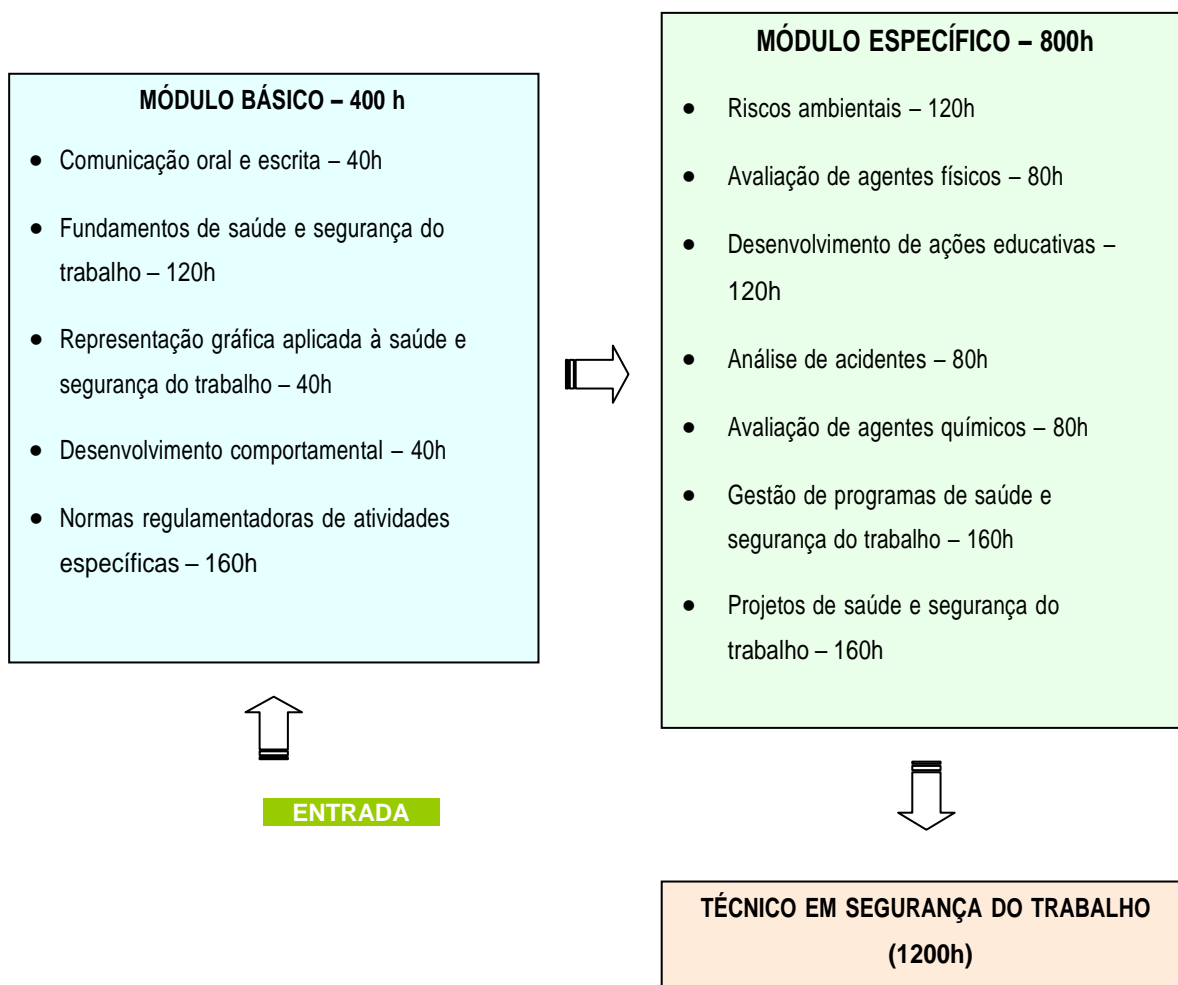 MÓDULO BÁSICO – 400 h
• Comunicação oral e escrita – 40h
• Fundamentos de saúde e segurança do
trabalho – 120h
• Representação gráfica aplicada à saúde e
segurança do trabalho – 40h
• Desenvolvimento comportamental – 40h
• Normas regulamentadoras de atividades
específicas – 160h
ENTRADA
MÓDULO ESPECÍFICO – 800h
• Riscos ambientais – 120h
• Avaliação de agentes físicos – 80h
• Desenvolvimento de ações educativas –
120h
• Análise de acidentes – 80h
• Avaliação de agentes químicos – 80h
• Gestão de programas de saúde e
segurança do trabalho – 160h
• Projetos de saúde e segurança do
trabalho – 160h
TÉCNICO EM SEGURANÇA DO TRABALHO
(1200h)